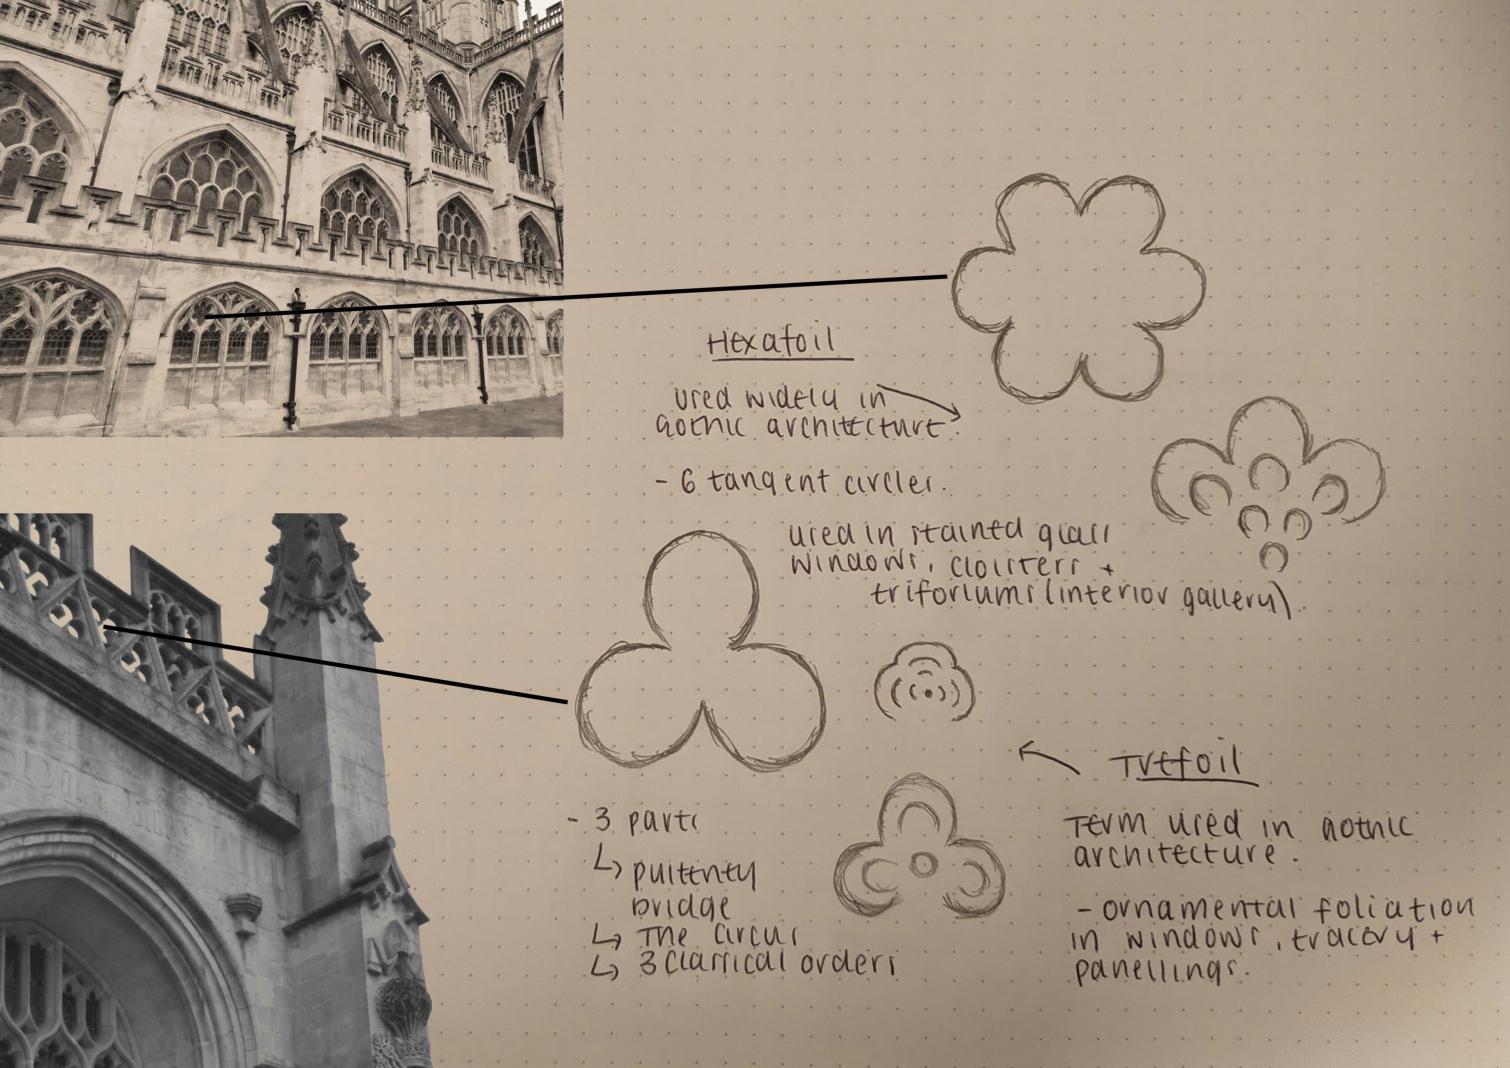 Hexafoil
used widely in
gothic architecture.
- 6 tangent circles.
used in stained glass
windows, cloisters +
triforiums (interior gallery).
Trefoil
Term used in gothic
architecture.
- ornamental foliation
in windows, tracery +
panellings.
- 3 parts
↳ pultenty
bridge
↳ The Circus
↳ 3 classical orders